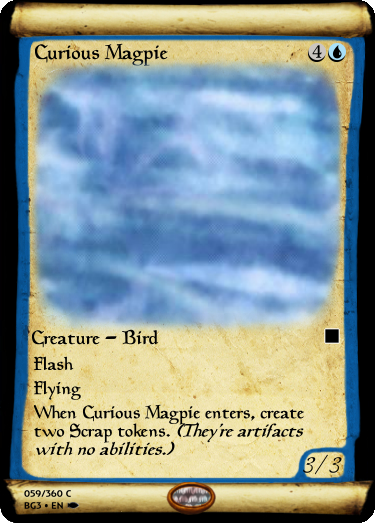 Curious Magpie 4
Creature — Bird
Flash
Flying
When Curious Magpie enters, create
two Scrap tokens. (They're artifacts
with no abilities.)
3/3
059/360 C
BG3 • EN